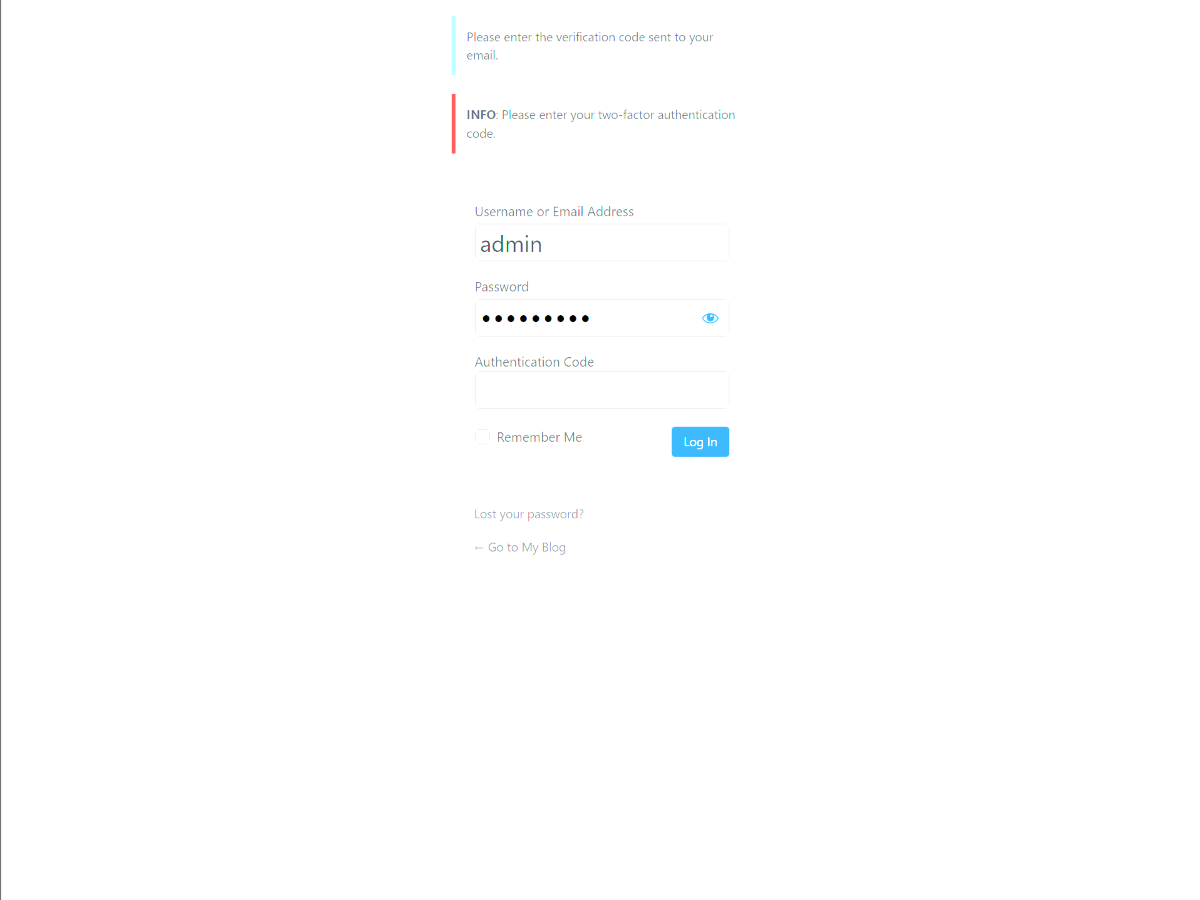 Please enter the verification code sent to your
email.
INFO: Please enter your two-factor authentication
code.
Username or Email Address
admin
Password
Authentication Code
Remember Me
Log In
Lost your password?
← Go to My Blog